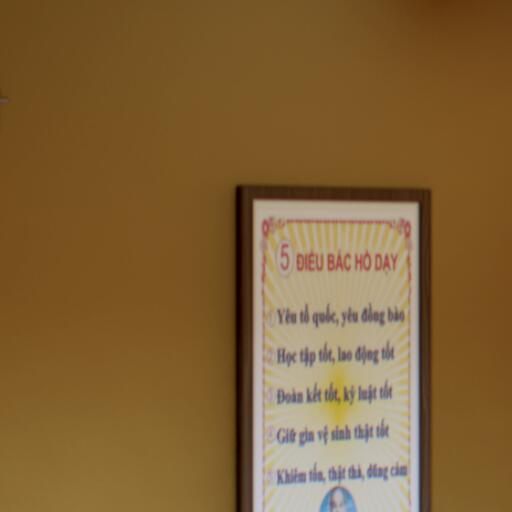 5 ĐIỀU BÁC HỒ DẠY
1 Yêu tổ quốc, yêu đồng bào
2 Học tập tốt, lao động tốt
3 Đoàn kết tốt, kỷ luật tốt
4 Giữ gìn vệ sinh thật tốt
5 Khiêm tốn, thật thà, dũng cảm